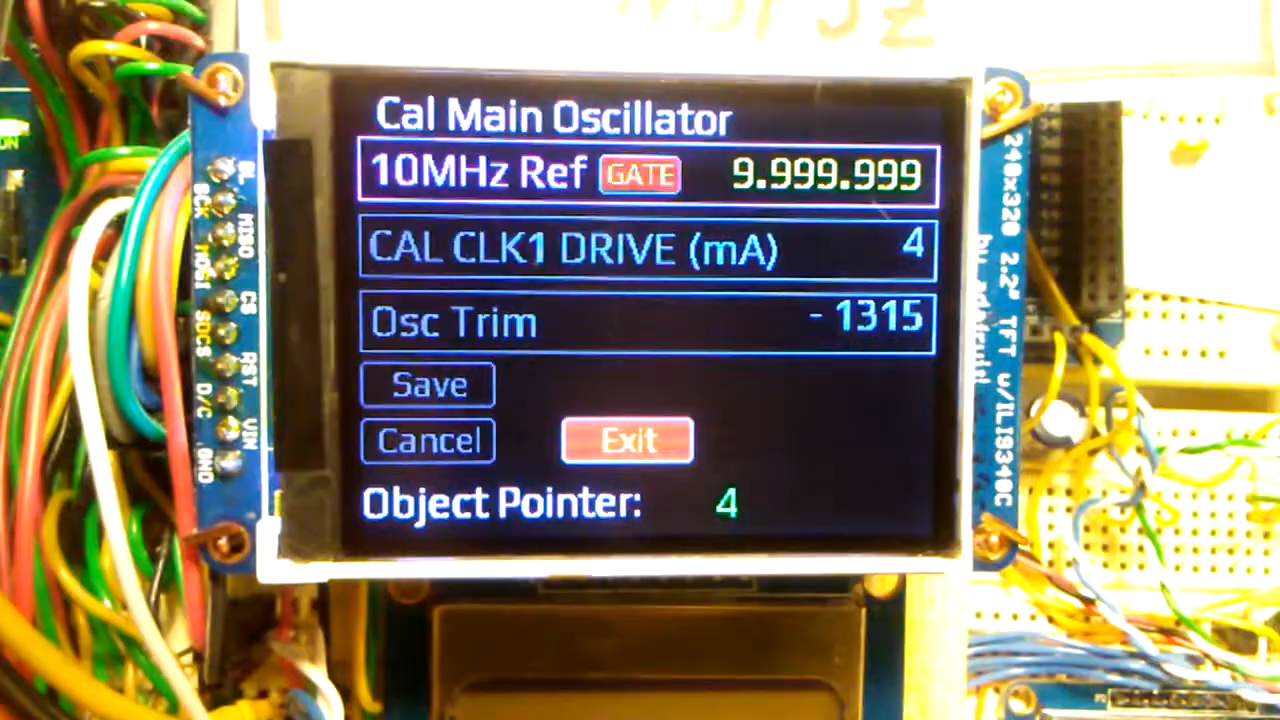 Cal Main Oscillator
10MHz Ref GATE 9.999.999
CAL CLK1 DRIVE (mA) 4
Osc Trim - 1315
Save
Cancel Exit
Object Pointer: 4
BL
SCK
MISO
MOSI
CS
SDCS
RST
D/C
VIN
GND
240x320 2.2" TFT w/ILI9340C